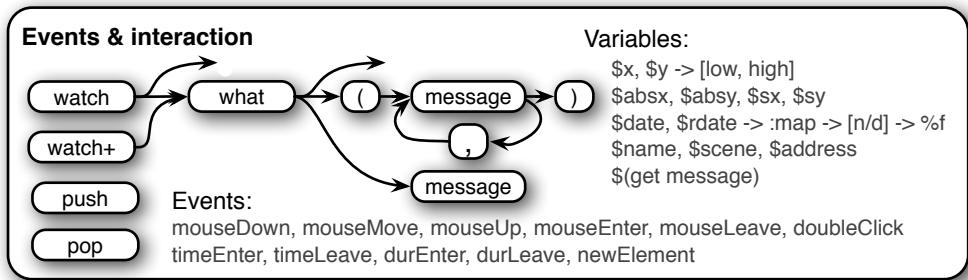 Events & interaction
watch
what
(
message
)
watch+
,
push
message
pop
Variables:
$x, $y -> [low, high]
$absx, $absy, $sx, $sy
$date, $rdate -> :map -> [n/d] -> %f
$name, $scene, $address
$(get message)
Events:
mouseDown, mouseMove, mouseUp, mouseEnter, mouseLeave, doubleClick
timeEnter, timeLeave, durEnter, durLeave, newElement